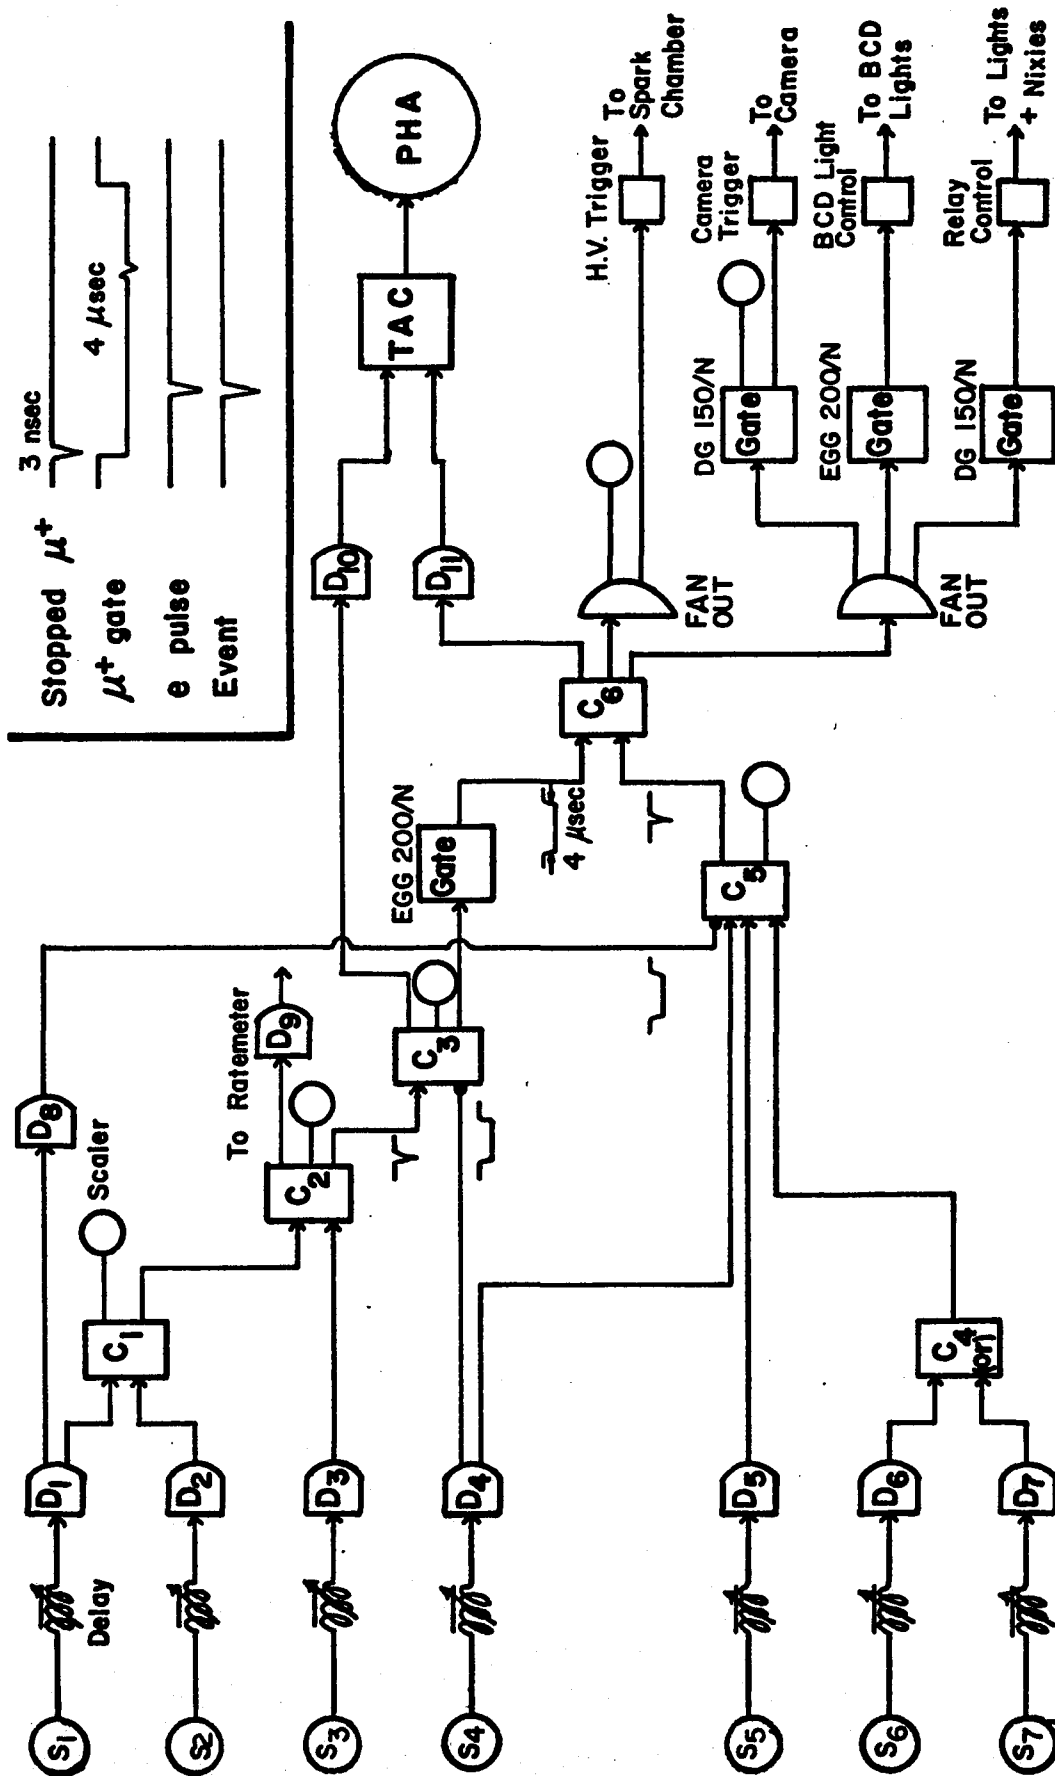 Stopped μ+
μ+ gate
e pulse
Event
3 nsec
4 μsec
S1
S2
S3
S4
S5
S6
S7
Delay
D1
D2
D3
D4
D5
D6
D7
C1
Scaler
D8
C2
To Ratemeter
D9
C3
C4
(or)
EGG 200/N
Gate
4 μsec
C5
C6
D10
D11
TAC
PHA
FAN
OUT
FAN
OUT
H.V. Trigger
To
Spark
Chamber
DG 150/N
Gate
Camera
Trigger
To
Camera
EGG 200/N
Gate
BCD Light
Control
To BCD
Lights
DG 150/N
Gate
Relay
Control
To Lights
+ Nixies